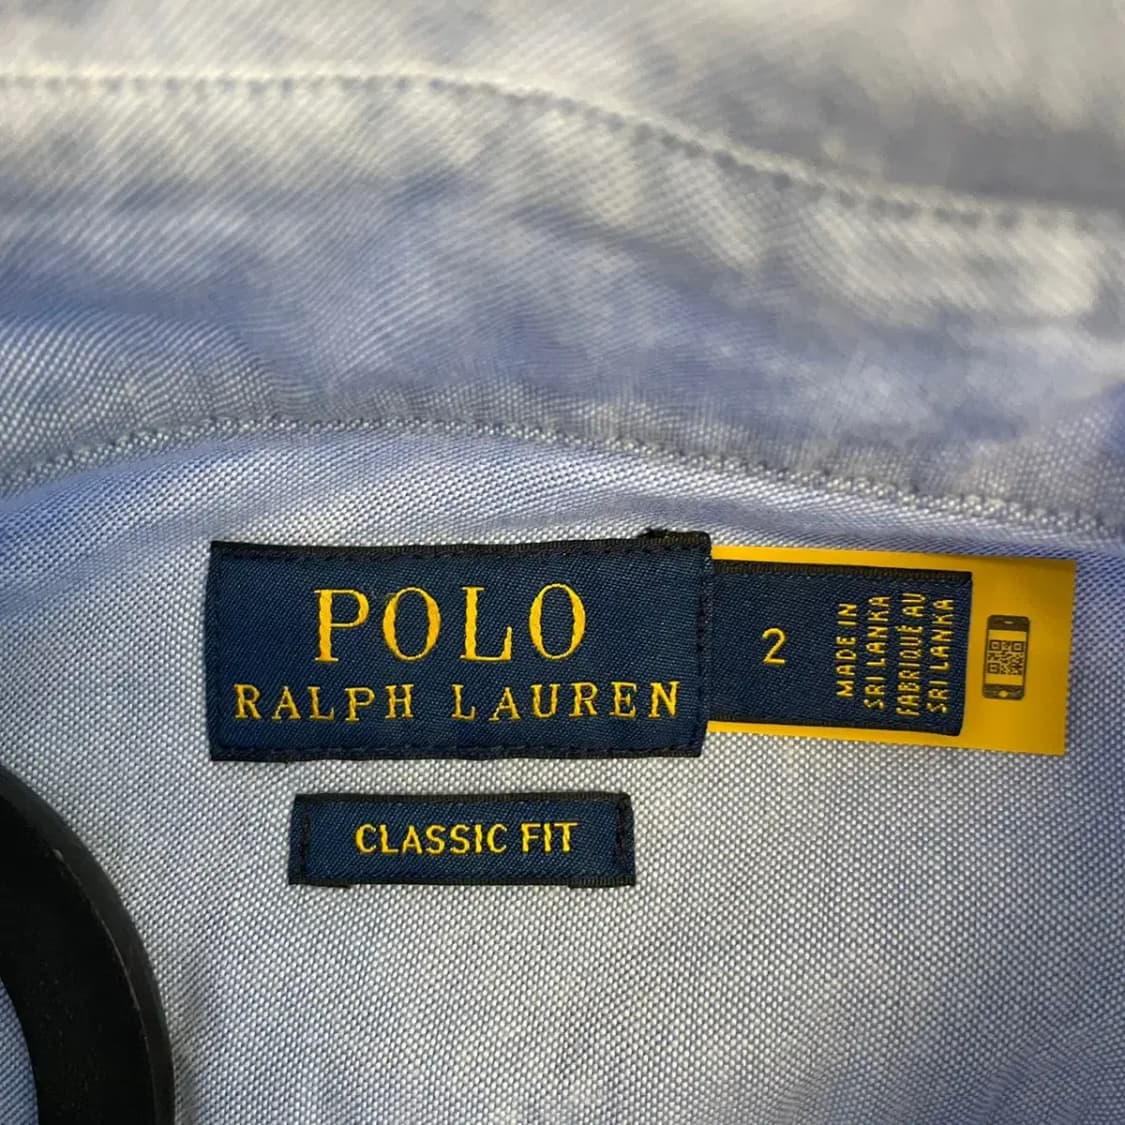 POLO
RALPH LAUREN
2
MADE IN
SRI LANKA
FABRIQUÉ AU
SRI LANKA
CLASSIC FIT